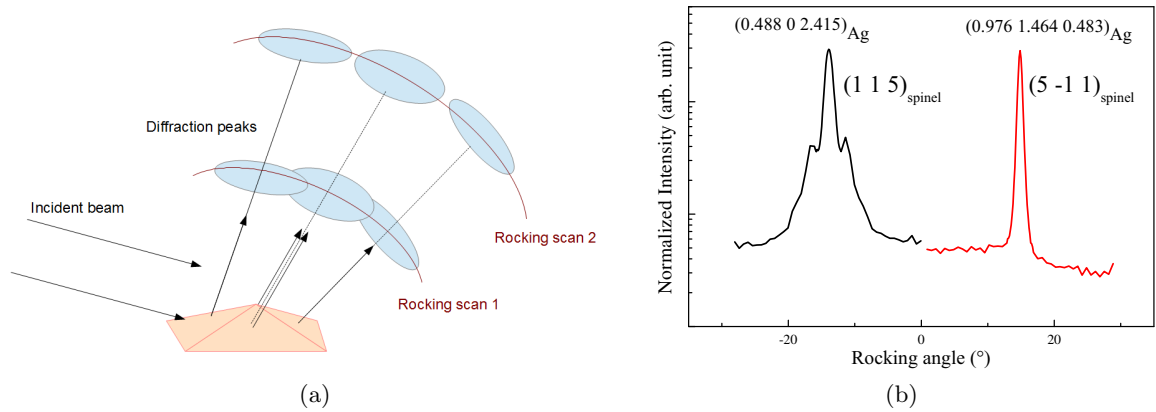 Diffraction peaks
Incident beam
Rocking scan 2
Rocking scan 1
(a)
(0.488 0 2.415)Ag
(0.976 1.464 0.483)Ag
(1 1 5)spinel
(5 -1 1)spinel
Normalized Intensity (arb. unit)
-20
0
20
Rocking angle (°)
(b)